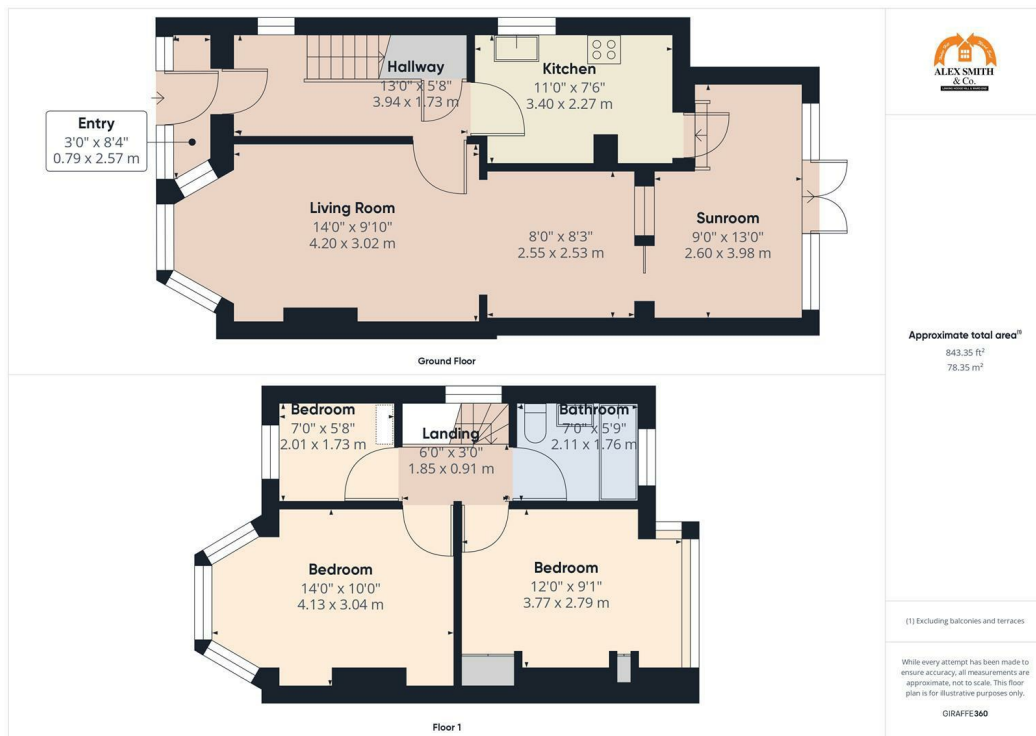 Hallway
13'0" x 5'8"
3.94 x 1.73 m
Kitchen
11'0" x 7'6"
3.40 x 2.27 m
Entry
3'0" x 8'4"
0.79 x 2.57 m
Living Room
14'0" x 9'10"
4.20 x 3.02 m
8'0" x 8'3"
2.55 x 2.53 m
Sunroom
9'0" x 13'0"
2.60 x 3.98 m
Ground Floor
Bedroom
7'0" x 5'8"
2.01 x 1.73 m
Landing
6'0" x 3'0"
1.85 x 0.91 m
Bathroom
7'0" x 5'9"
2.11 x 1.76 m
Bedroom
14'0" x 10'0"
4.13 x 3.04 m
Bedroom
12'0" x 9'1"
3.77 x 2.79 m
Floor 1
ALEX SMITH
& Co.
Approximate total area(1)
843.35 ft²
78.35 m²
(1) Excluding balconies and terraces
While every attempt has been made to
ensure accuracy, all measurements are
approximate, not to scale. This floor
plan is for illustrative purposes only.
GIRAFFE360